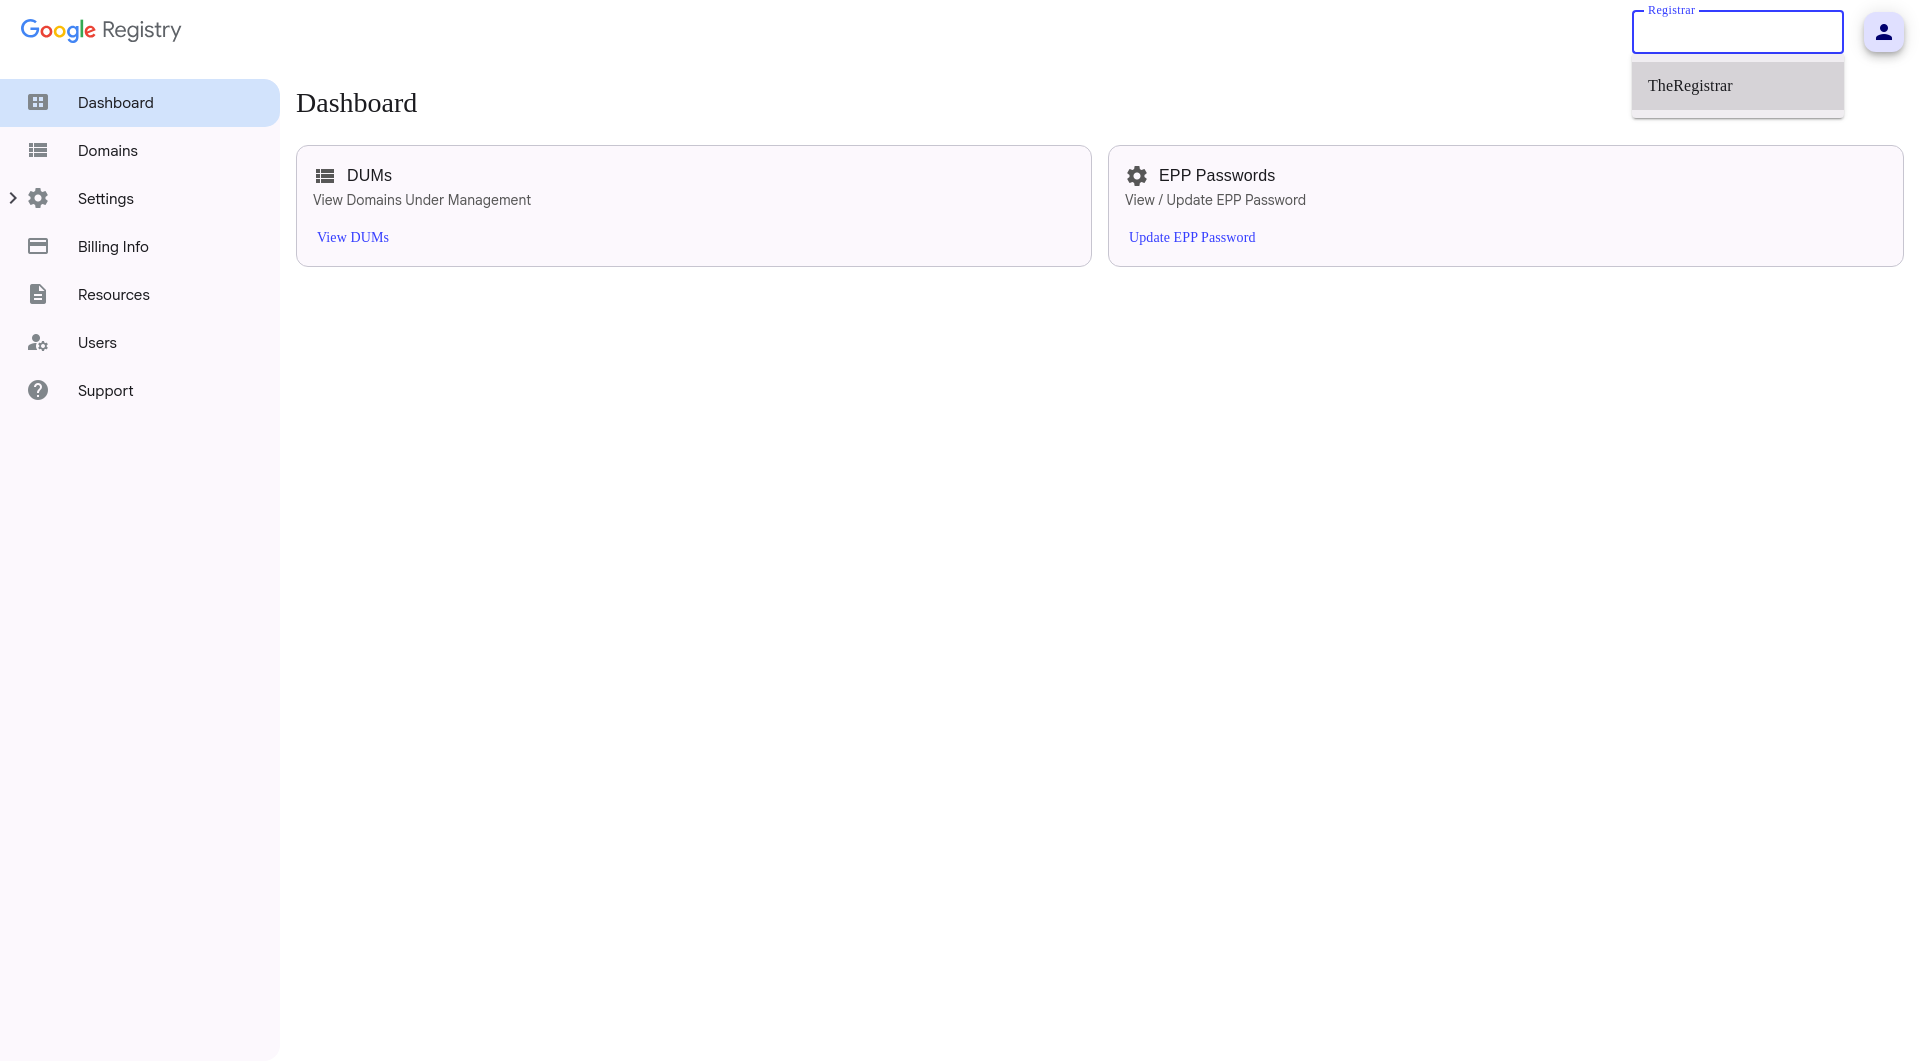 Google Registry
Registrar
TheRegistrar
Dashboard
Domains
Settings
Billing Info
Resources
Users
Support
Dashboard
DUMs
View Domains Under Management
View DUMs
EPP Passwords
View / Update EPP Password
Update EPP Password